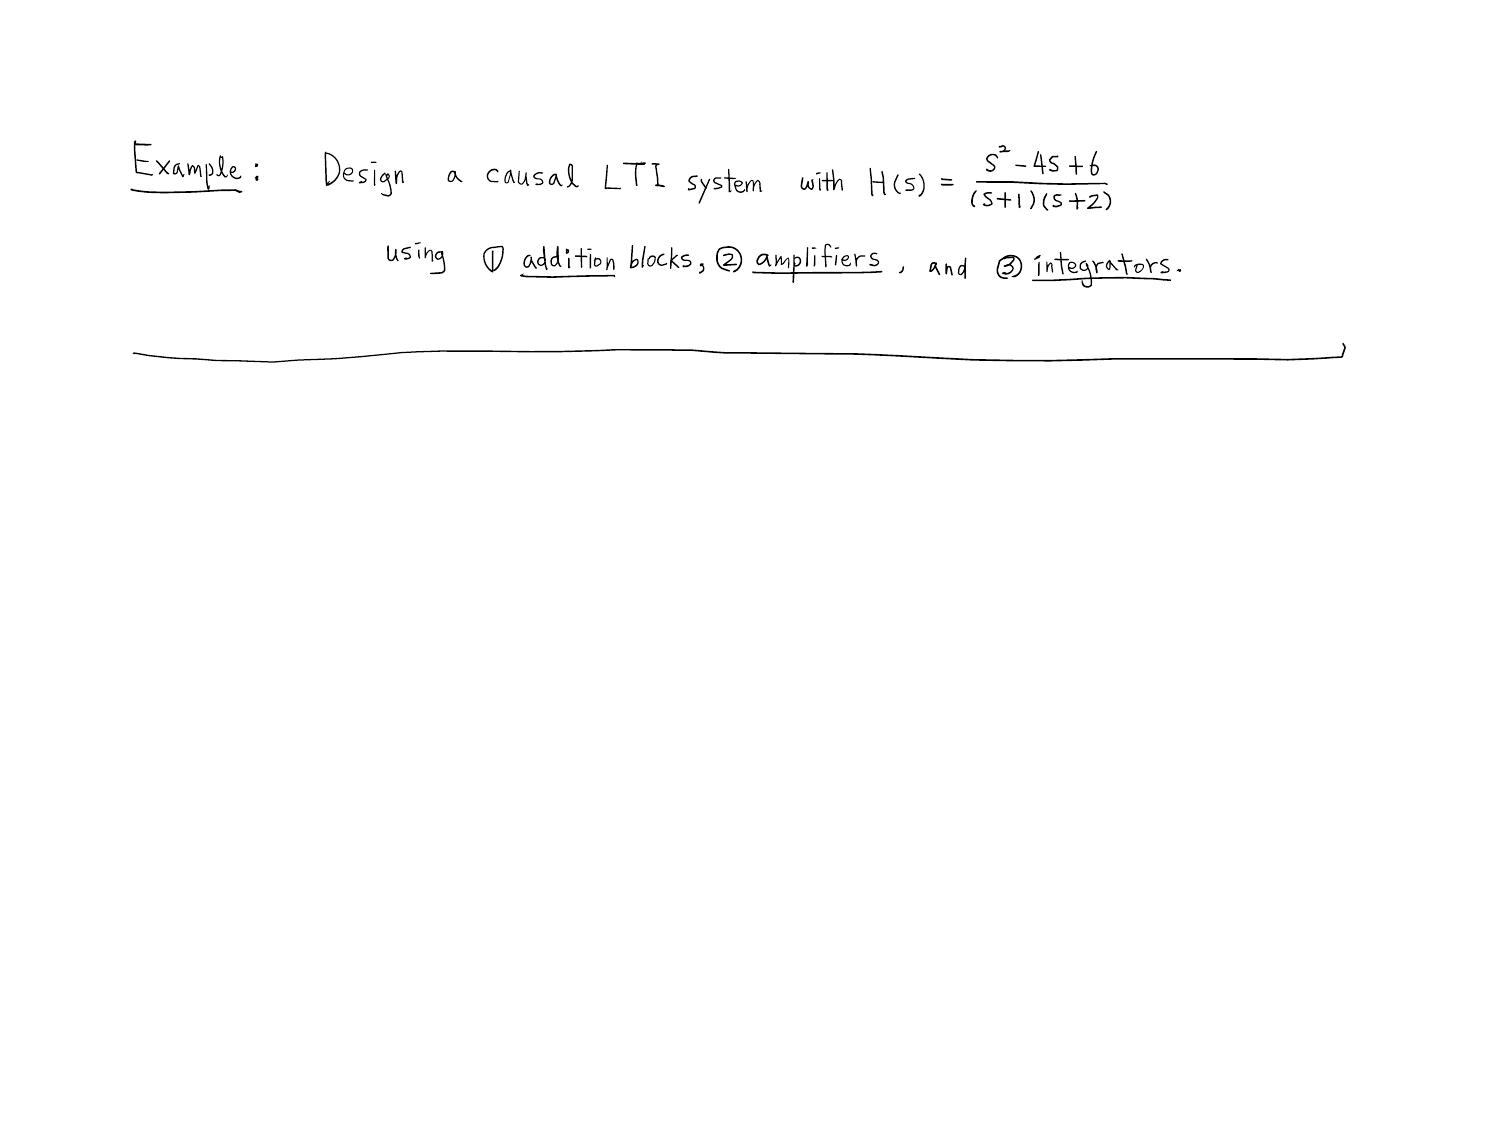 Example: Design a causal LTI system with H(s) = \frac{s^2 - 4s + 6}{(s+1)(s+2)}
using ① addition blocks, ② amplifiers, and ③ integrators.